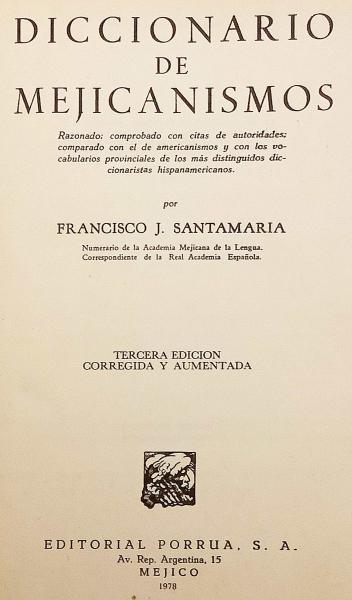 DICCIONARIO
DE
MEJICANISMOS
Razonado; comprobado con citas de autoridades;
comparado con el de americanismos y con los vo-
cabularios provinciales de los más distinguidos dic-
cionaristas hispanamericanos.
por
FRANCISCO J. SANTAMARIA
Numerario de la Academia Mejicana de la Lengua.
Correspondiente de la Real Academia Española.
TERCERA EDICION
CORREGIDA Y AUMENTADA
EDITORIAL PORRUA, S. A.
Av. Rep. Argentina, 15
MEJICO
1978